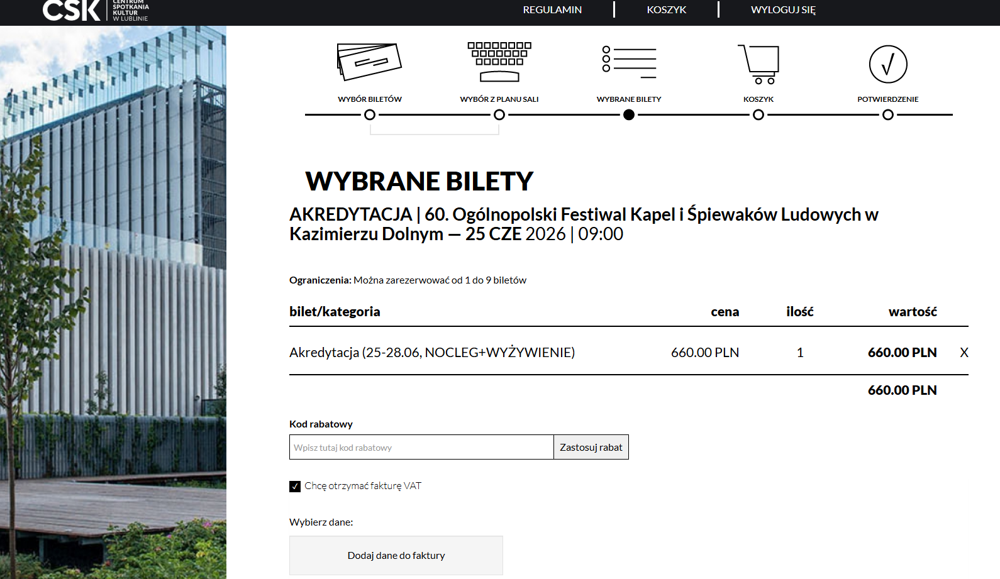 CSK
CENTRUM
SPOTKANIA
KULTUR
W LUBLINIE
REGULAMIN
KOSZYK
WYLOGUJ SIĘ
WYBÓR BILETÓW
WYBÓR Z PLANU SALI
WYBRANE BILETY
KOSZYK
POTWIERDZENIE
WYBRANE BILETY
AKREDYTACJA | 60. Ogólnopolski Festiwal Kapel i Śpiewaków Ludowych w
Kazimierzu Dolnym — 25 CZE 2026 | 09:00
Ograniczenia: Można zarezerwować od 1 do 9 biletów
bilet/kategoria cena ilość wartość
Akredytacja (25-28.06, NOCLEG+WYŻYWIENIE) 660.00 PLN 1 660.00 PLN X
660.00 PLN
Kod rabatowy
Wpisz tutaj kod rabatowy
Zastosuj rabat
Chcę otrzymać fakturę VAT
Wybierz dane:
Dodaj dane do faktury